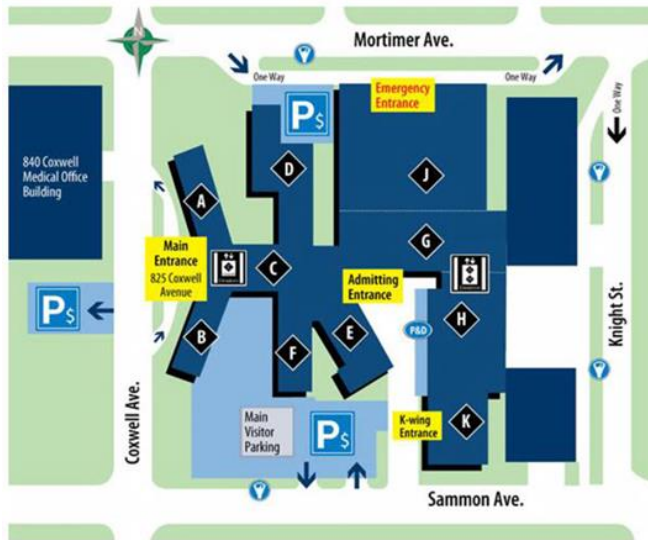 N
Mortimer Ave.
One Way
One Way
Emergency
Entrance
P$
One Way
840 Coxwell
Medical Office
Building
D
J
A
G
Main
Entrance
825 Coxwell
Avenue
C
Admitting
Entrance
P$
P&D
H
Knight St.
B
F
E
Coxwell Ave.
Main
Visitor
Parking
P$
K-wing
Entrance
K
Sammon Ave.